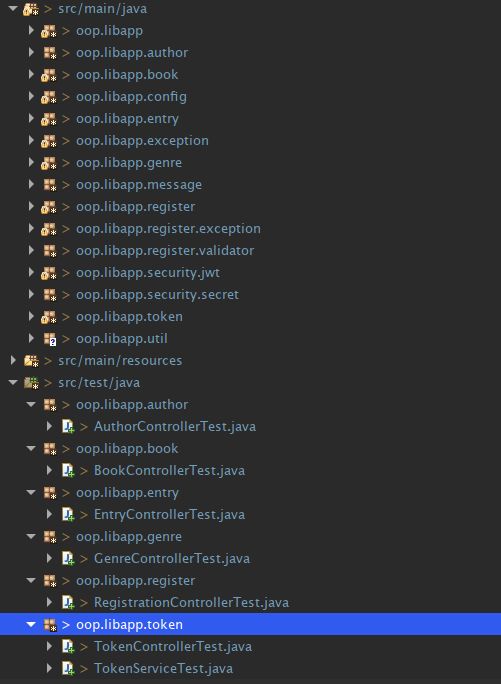 > src/main/java
> oop.libapp
> oop.libapp.author
> oop.libapp.book
> oop.libapp.config
> oop.libapp.entry
> oop.libapp.exception
> oop.libapp.genre
> oop.libapp.message
> oop.libapp.register
> oop.libapp.register.exception
> oop.libapp.register.validator
> oop.libapp.security.jwt
> oop.libapp.security.secret
> oop.libapp.token
> oop.libapp.util
> src/main/resources
> src/test/java
> oop.libapp.author
> AuthorControllerTest.java
> oop.libapp.book
> BookControllerTest.java
> oop.libapp.entry
> EntryControllerTest.java
> oop.libapp.genre
> GenreControllerTest.java
> oop.libapp.register
> RegistrationControllerTest.java
> oop.libapp.token
> TokenControllerTest.java
> TokenServiceTest.java